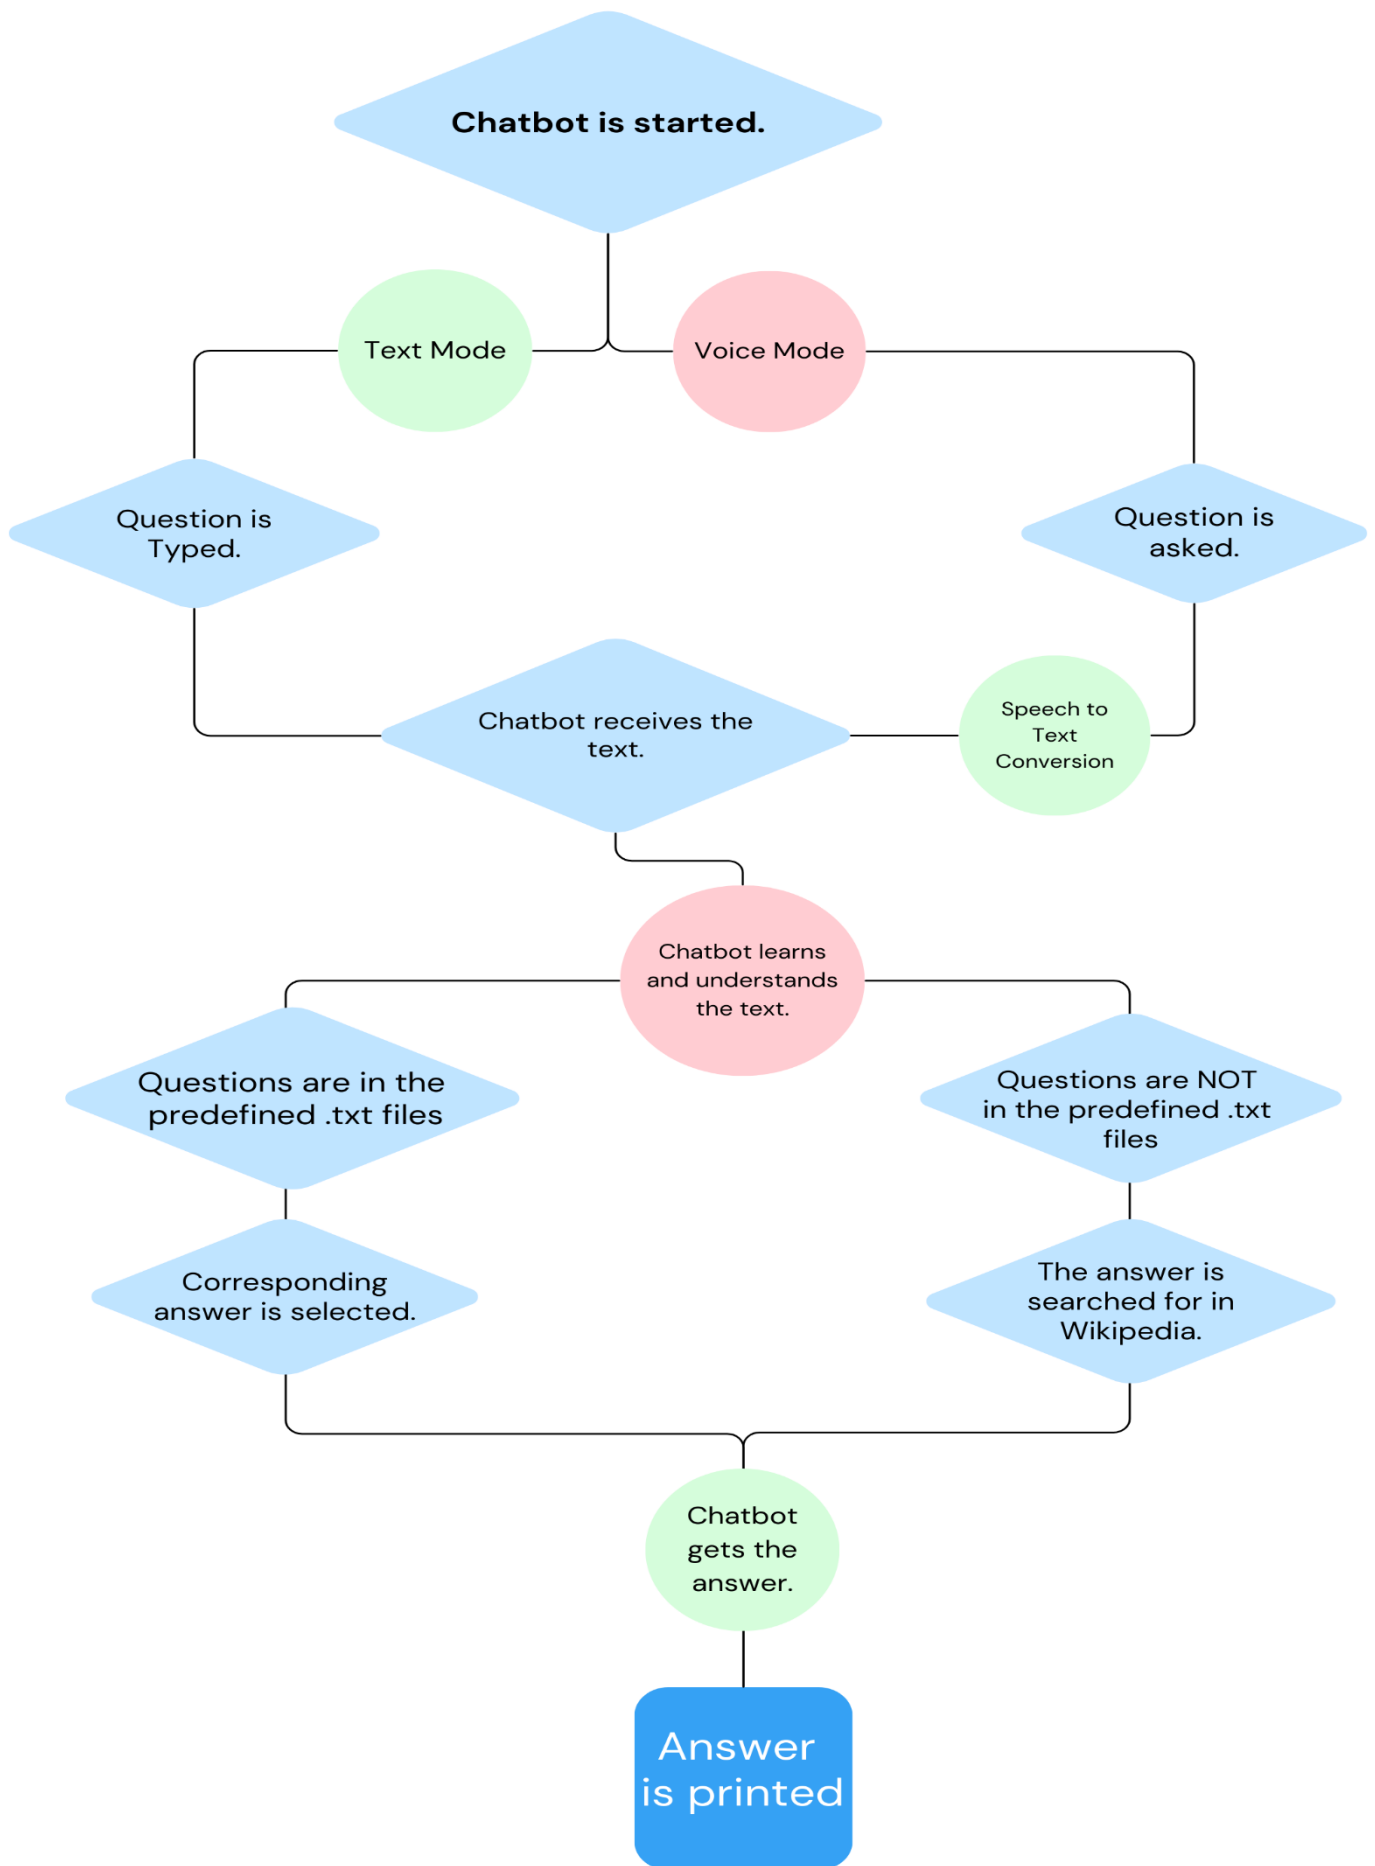 Chatbot is started.
Text Mode
Voice Mode
Question is
Typed.
Question is
asked.
Chatbot receives the
text.
Speech to
Text
Conversion
Chatbot learns
and understands
the text.
Questions are in the
predefined .txt files
Questions are NOT
in the predefined .txt
files
Corresponding
answer is selected.
The answer is
searched for in
Wikipedia.
Chatbot
gets the
answer.
Answer
is printed